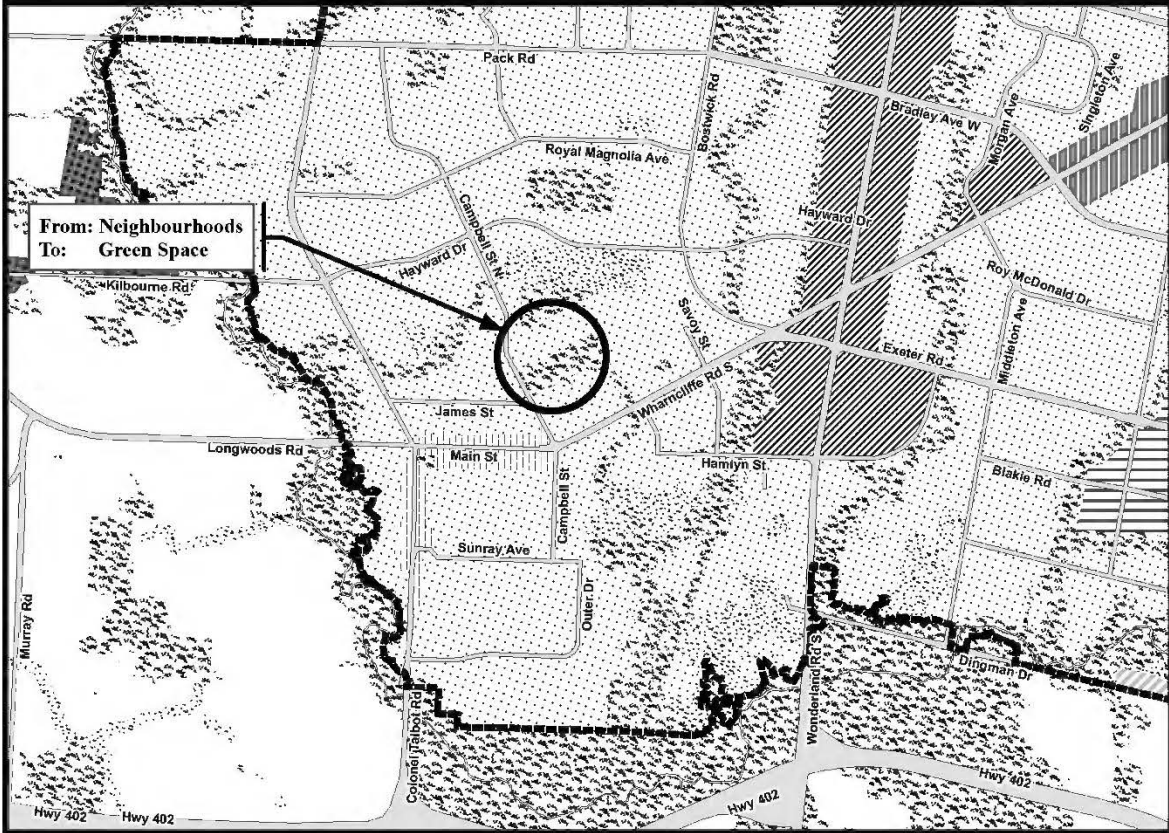 Pack Rd
Bostwick Rd
Bradley Ave W
Morgan Ave
Singleton Ave
Royal Magnolia Ave
From: Neighbourhoods
To: Green Space
Campbell St N
Hayward Dr
Hayward Dr
Kilbourne Rd
Roy McDonald Dr
Savoy St
Middleton Ave
Exeter Rd
Wharncliffe Rd S
James St
Longwoods Rd
Main St
Hamlyn St
Blakie Rd
Campbell St
Sunray Ave
Outer Dr
Murray Rd
Dingman Dr
Wonderland Rd S
Colonel Talbot Rd
Hwy 402
Hwy 402
Hwy 402
Hwy 402